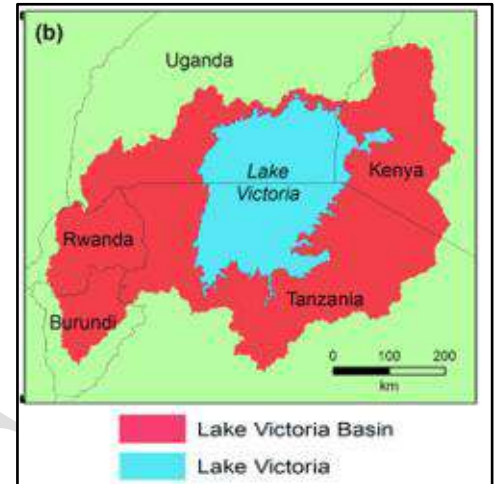 (b)
Uganda
Lake
Victoria
Kenya
Rwanda
Burundi
Tanzania
0 100 200
km
Lake Victoria Basin
Lake Victoria